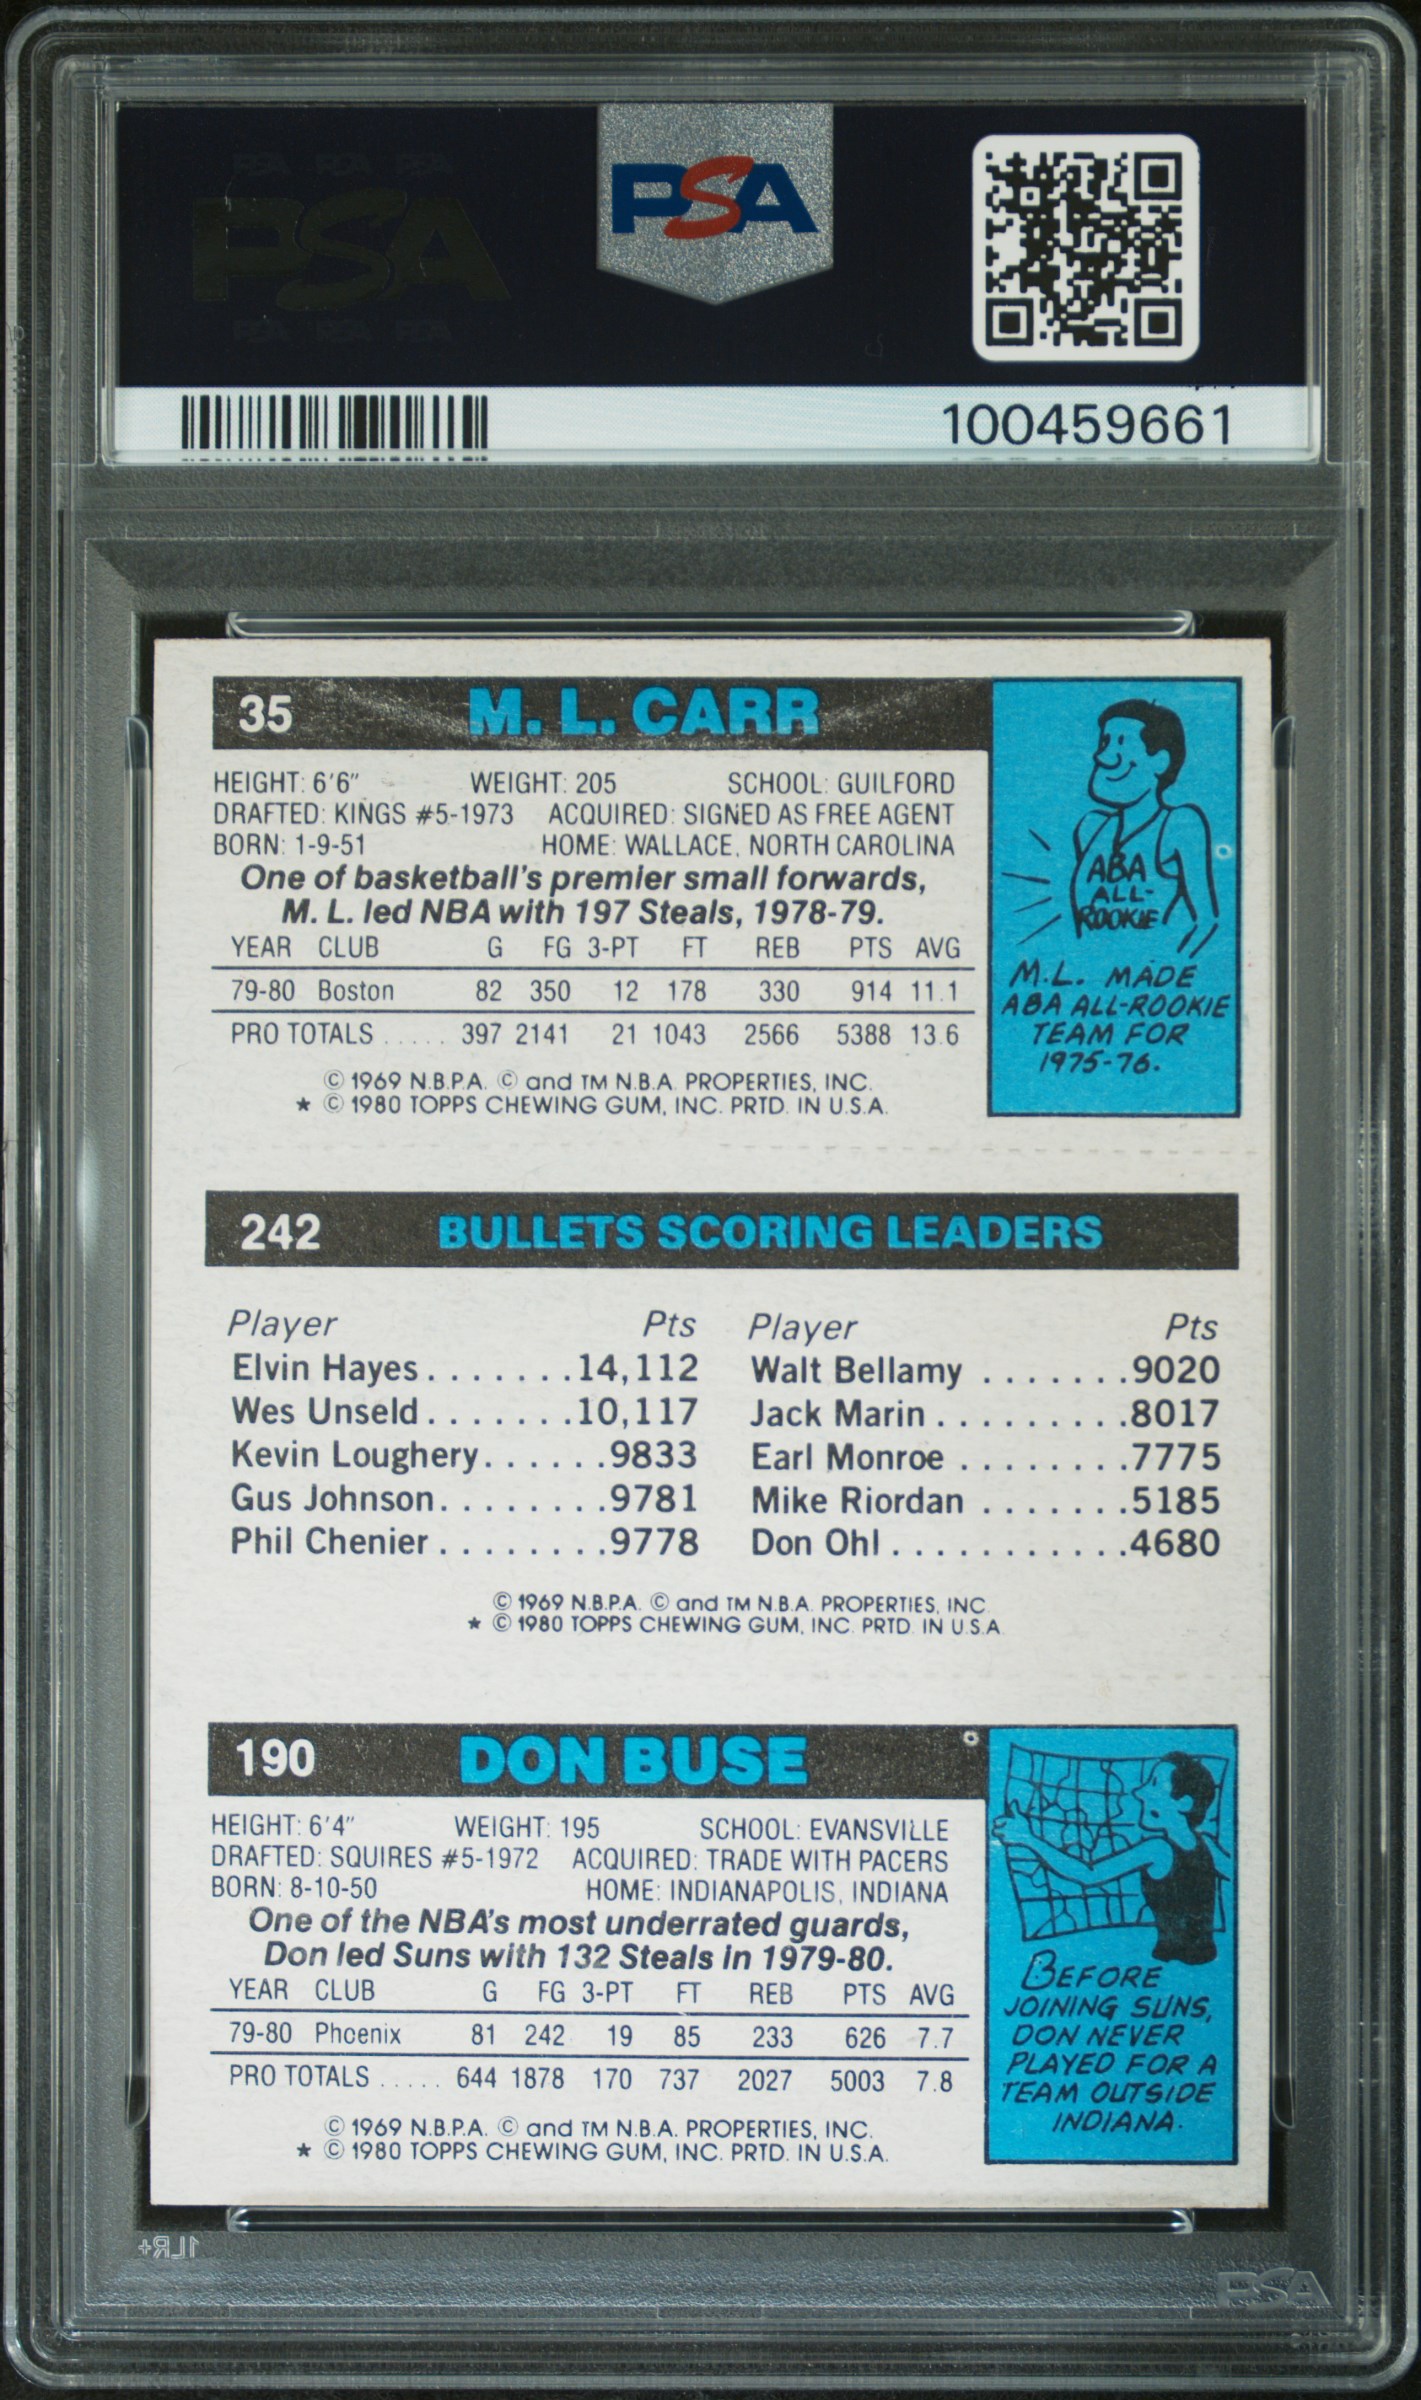 PSA
PSA
100459661
35 M. L. CARR
HEIGHT: 6'6" WEIGHT: 205 SCHOOL: GUILFORD
DRAFTED: KINGS #5-1973 ACQUIRED: SIGNED AS FREE AGENT
BORN: 1-9-51 HOME: WALLACE, NORTH CAROLINA
One of basketball's premier small forwards,
M. L. led NBA with 197 Steals, 1978-79.
YEAR CLUB G FG 3-PT FT REB PTS AVG
79-80 Boston 82 350 12 178 330 914 11.1
PRO TOTALS ..... 397 2141 21 1043 2566 5388 13.6
© 1969 N.B.P.A. © and TM N.B.A. PROPERTIES, INC.
★ © 1980 TOPPS CHEWING GUM, INC. PRTD. IN U.S.A.
ABA
ALL-
ROOKIE
M.L. MADE
ABA ALL-ROOKIE
TEAM FOR
1975-76.
242 BULLETS SCORING LEADERS
Player Pts Player Pts
Elvin Hayes.......14,112 Walt Bellamy .......9020
Wes Unseld.......10,117 Jack Marin.........8017
Kevin Loughery......9833 Earl Monroe ........7775
Gus Johnson........9781 Mike Riordan .......5185
Phil Chenier........9778 Don Ohl...........4680
© 1969 N.B.P.A. © and TM N.B.A. PROPERTIES, INC.
★ © 1980 TOPPS CHEWING GUM, INC. PRTD. IN U.S.A.
190 DON BUSE
HEIGHT: 6'4" WEIGHT: 195 SCHOOL: EVANSVILLE
DRAFTED: SQUIRES #5-1972 ACQUIRED: TRADE WITH PACERS
BORN: 8-10-50 HOME: INDIANAPOLIS, INDIANA
One of the NBA's most underrated guards,
Don led Suns with 132 Steals in 1979-80.
YEAR CLUB G FG 3-PT FT REB PTS AVG
79-80 Phoenix 81 242 19 85 233 626 7.7
PRO TOTALS ..... 644 1878 170 737 2027 5003 7.8
© 1969 N.B.P.A. © and TM N.B.A. PROPERTIES, INC.
★ © 1980 TOPPS CHEWING GUM, INC. PRTD. IN U.S.A.
BEFORE
JOINING SUNS,
DON NEVER
PLAYED FOR A
TEAM OUTSIDE
INDIANA.
1LR+
PSA